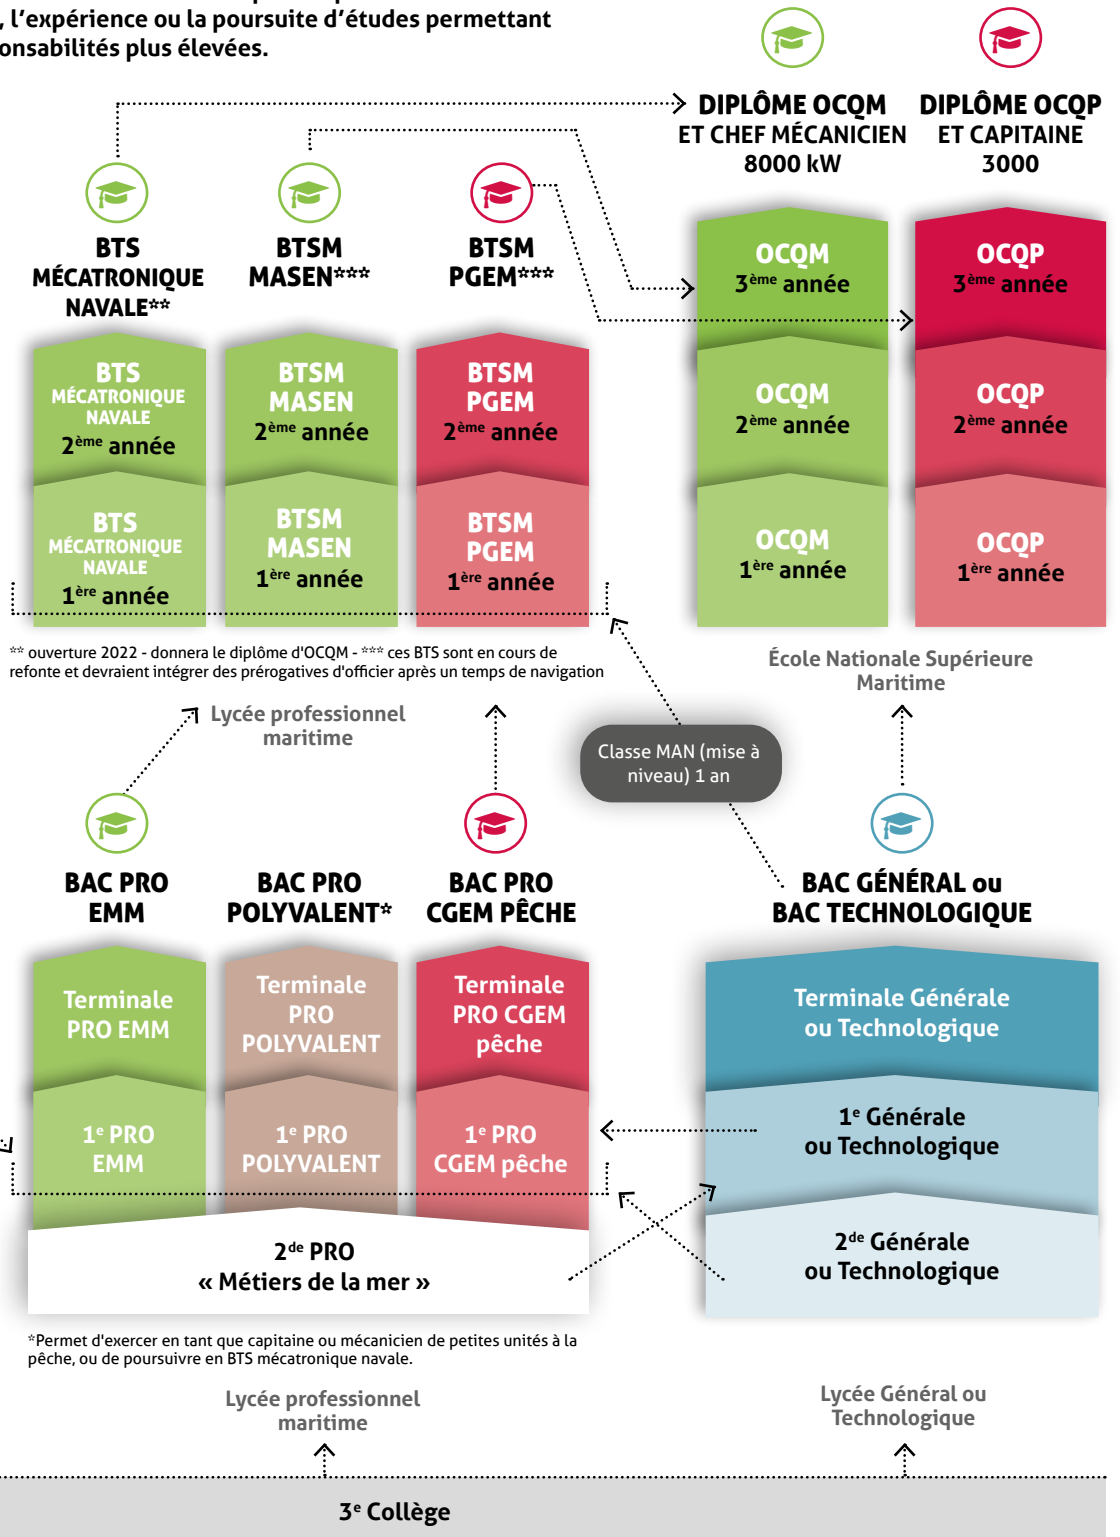 , l'expérience ou la poursuite d'études permettant
onsabilités plus élevées.
DIPLÔME OCQM
ET CHEF MÉCANICIEN
8000 kW
DIPLÔME OCQP
ET CAPITAINE
3000
BTS
MÉCATRONIQUE
NAVALE**
BTSM
MASEN***
BTSM
PGEM***
OCQM
3ème année
OCQP
3ème année
BTS
MÉCATRONIQUE
NAVALE
2ème année
BTSM
MASEN
2ème année
BTSM
PGEM
2ème année
OCQM
2ème année
OCQP
2ème année
BTS
MÉCATRONIQUE
NAVALE
1ère année
BTSM
MASEN
1ère année
BTSM
PGEM
1ère année
OCQM
1ère année
OCQP
1ère année
** ouverture 2022 - donnera le diplôme d'OCQM - *** ces BTS sont en cours de
refonte et devraient intégrer des prérogatives d'officier après un temps de navigation
École Nationale Supérieure
Maritime
Lycée professionnel
maritime
Classe MAN (mise à
niveau) 1 an
BAC PRO
EMM
BAC PRO
POLYVALENT*
BAC PRO
CGEM PÊCHE
BAC GÉNÉRAL ou
BAC TECHNOLOGIQUE
Terminale
PRO EMM
Terminale
PRO
POLYVALENT
Terminale
PRO CGEM
pêche
Terminale Générale
ou Technologique
1e PRO
EMM
1e PRO
POLYVALENT
1e PRO
CGEM pêche
1e Générale
ou Technologique
2de PRO
« Métiers de la mer »
2de Générale
ou Technologique
*Permet d'exercer en tant que capitaine ou mécanicien de petites unités à la
pêche, ou de poursuivre en BTS mécatronique navale.
Lycée professionnel
maritime
Lycée Général ou
Technologique
3e Collège